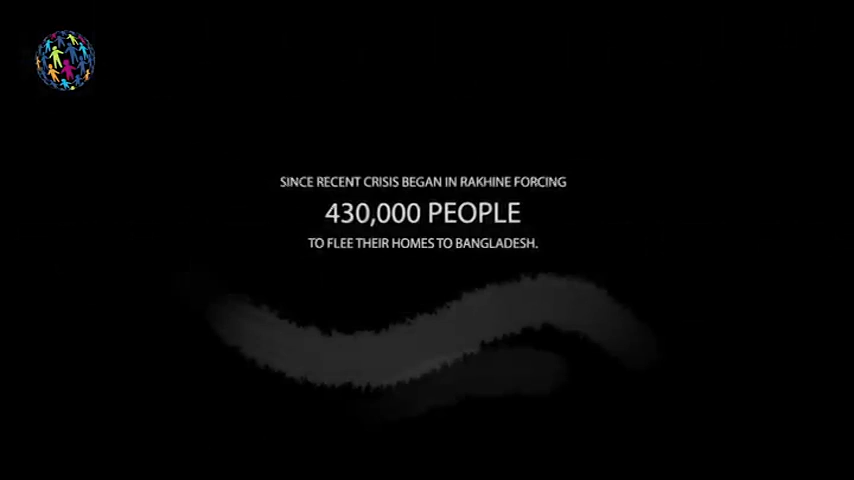 SINCE RECENT CRISIS BEGAN IN RAKHINE FORCING
430,000 PEOPLE
TO FLEE THEIR HOMES TO BANGLADESH.